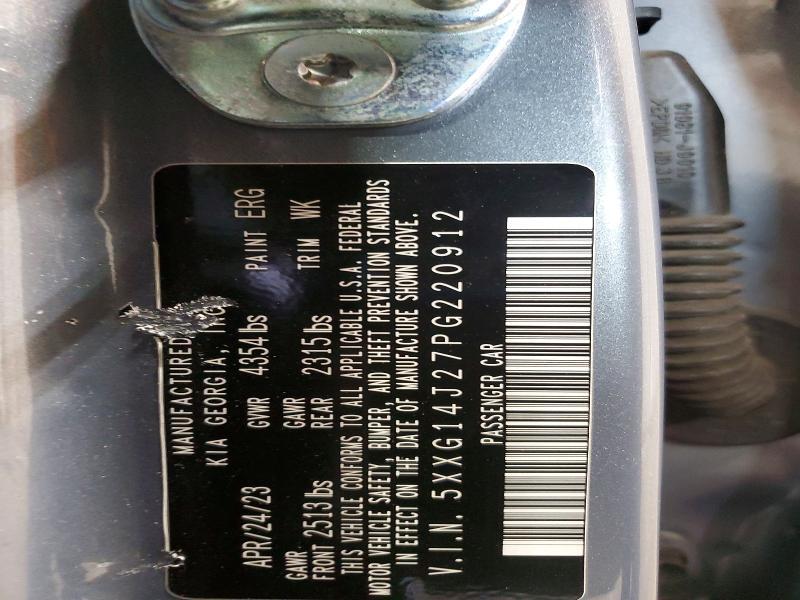 MANUFACTURED
KIA GEORGIA, INC
APR/24/23 GVWR 4354 lbs PAINT ERG
GAWR FRONT 2513 lbs GAWR REAR 2315 lbs TRIM WK
THIS VEHICLE CONFORMS TO ALL APPLICABLE U.S.A. FEDERAL
MOTOR VEHICLE SAFETY, BUMPER, AND THEFT PREVENTION STANDARDS
IN EFFECT ON THE DATE OF MANUFACTURE SHOWN ABOVE.
V.I.N. 5XXG14J27PG220912
PASSENGER CAR